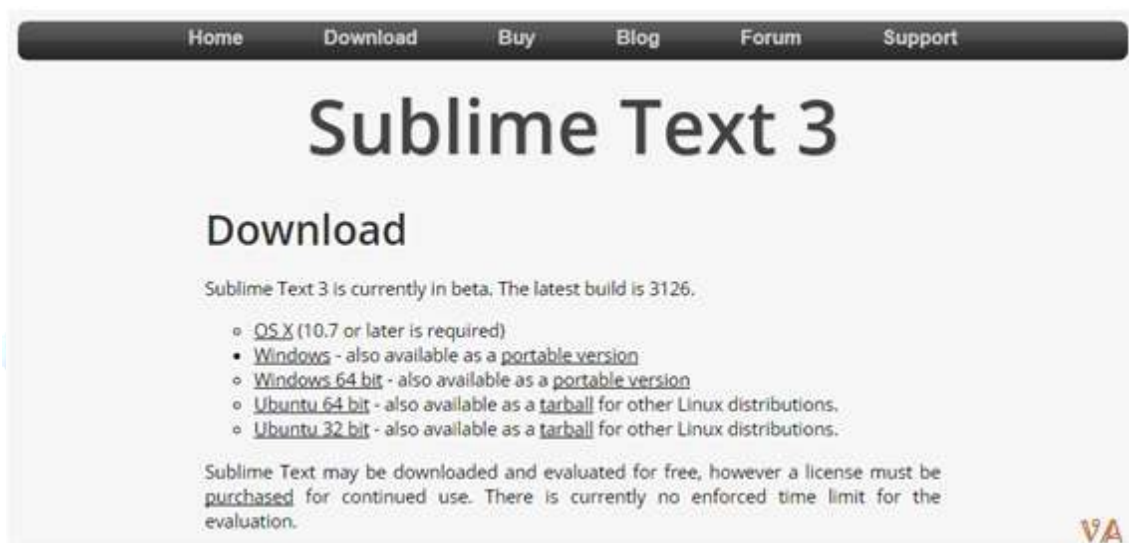 Home Download Buy Blog Forum Support
Sublime Text 3
Download
Sublime Text 3 is currently in beta. The latest build is 3126.
OS X (10.7 or later is required)
Windows - also available as a portable version
Windows 64 bit - also available as a portable version
Ubuntu 64 bit - also available as a tarball for other Linux distributions.
Ubuntu 32 bit - also available as a tarball for other Linux distributions.
Sublime Text may be downloaded and evaluated for free, however a license must be
purchased for continued use. There is currently no enforced time limit for the
evaluation.
VA